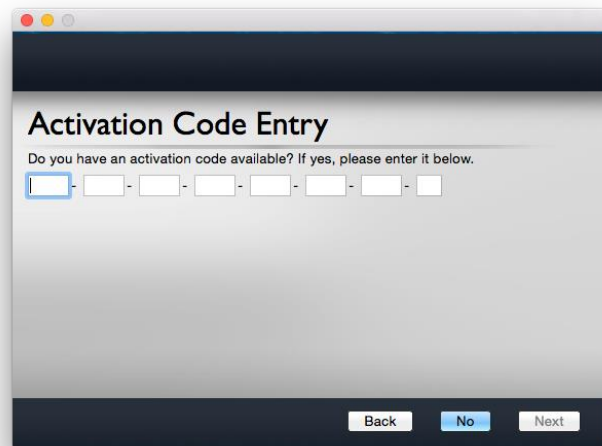 Activation Code Entry
Do you have an activation code available? If yes, please enter it below.
- - - - - - -
Back No Next